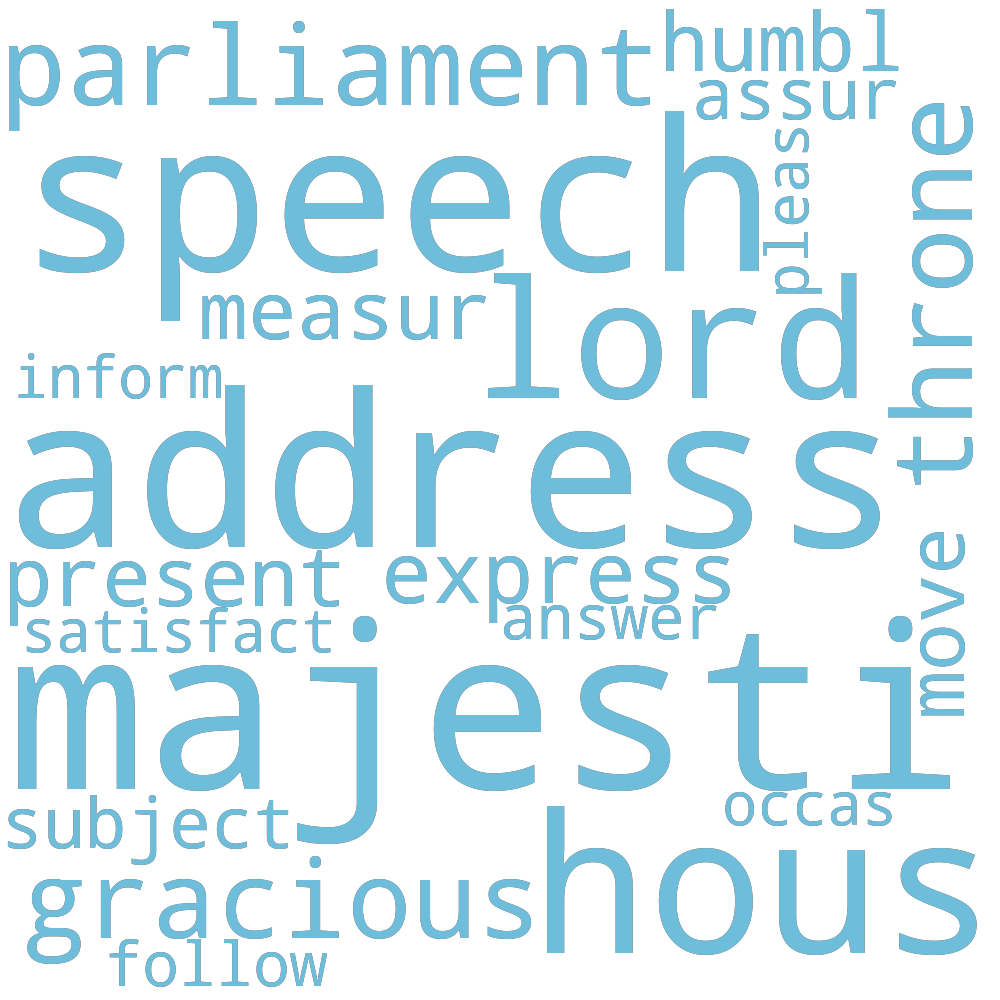 parliament
humbl
assur
speech
pleas
throne
measur
lord
inform
address
present
express
answer
satisfact
move
majesti
occas
subject
hous
gracious
follow